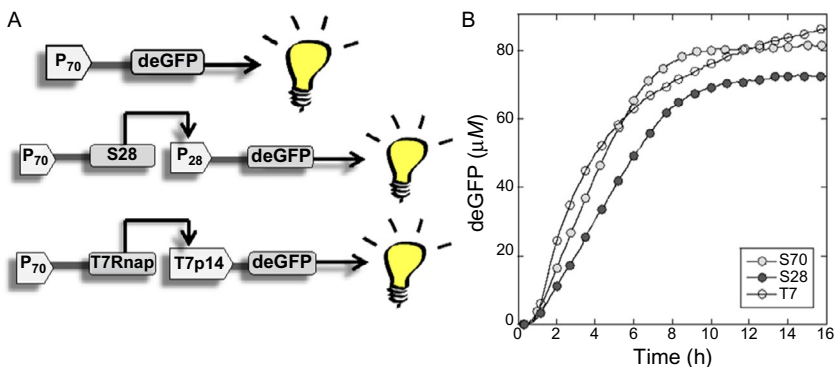 A
P70 deGFP
P70 S28 P28 deGFP
P70 T7Rnap T7p14 deGFP
B
deGFP (μM)
80
60
40
20
0
0 2 4 6 8 10 12 14 16
Time (h)
S70
S28
T7